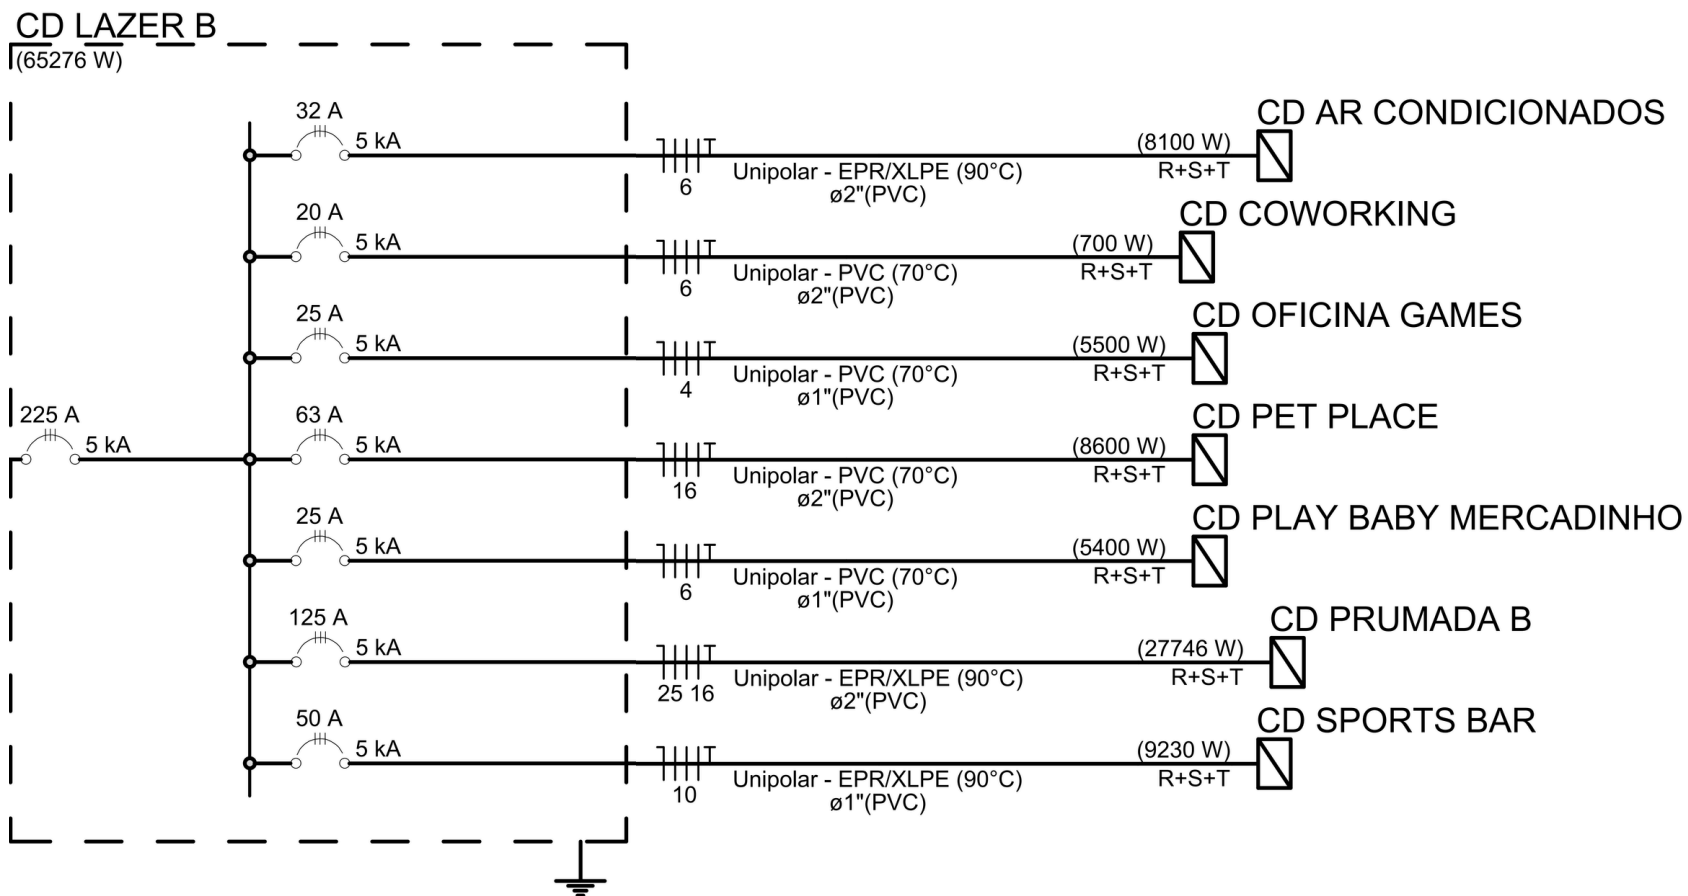 CD LAZER B
(65276 W)
32 A
5 kA
6
Unipolar - EPR/XLPE (90°C)
ø2"(PVC)
(8100 W)
R+S+T
CD AR CONDICIONADOS
20 A
5 kA
6
Unipolar - PVC (70°C)
ø2"(PVC)
(700 W)
R+S+T
CD COWORKING
25 A
5 kA
4
Unipolar - PVC (70°C)
ø1"(PVC)
(5500 W)
R+S+T
CD OFICINA GAMES
225 A
5 kA
63 A
5 kA
16
Unipolar - PVC (70°C)
ø2"(PVC)
(8600 W)
R+S+T
CD PET PLACE
25 A
5 kA
6
Unipolar - PVC (70°C)
ø1"(PVC)
(5400 W)
R+S+T
CD PLAY BABY MERCADINHO
125 A
5 kA
25 16
Unipolar - EPR/XLPE (90°C)
ø2"(PVC)
(27746 W)
R+S+T
CD PRUMADA B
50 A
5 kA
10
Unipolar - EPR/XLPE (90°C)
ø1"(PVC)
(9230 W)
R+S+T
CD SPORTS BAR